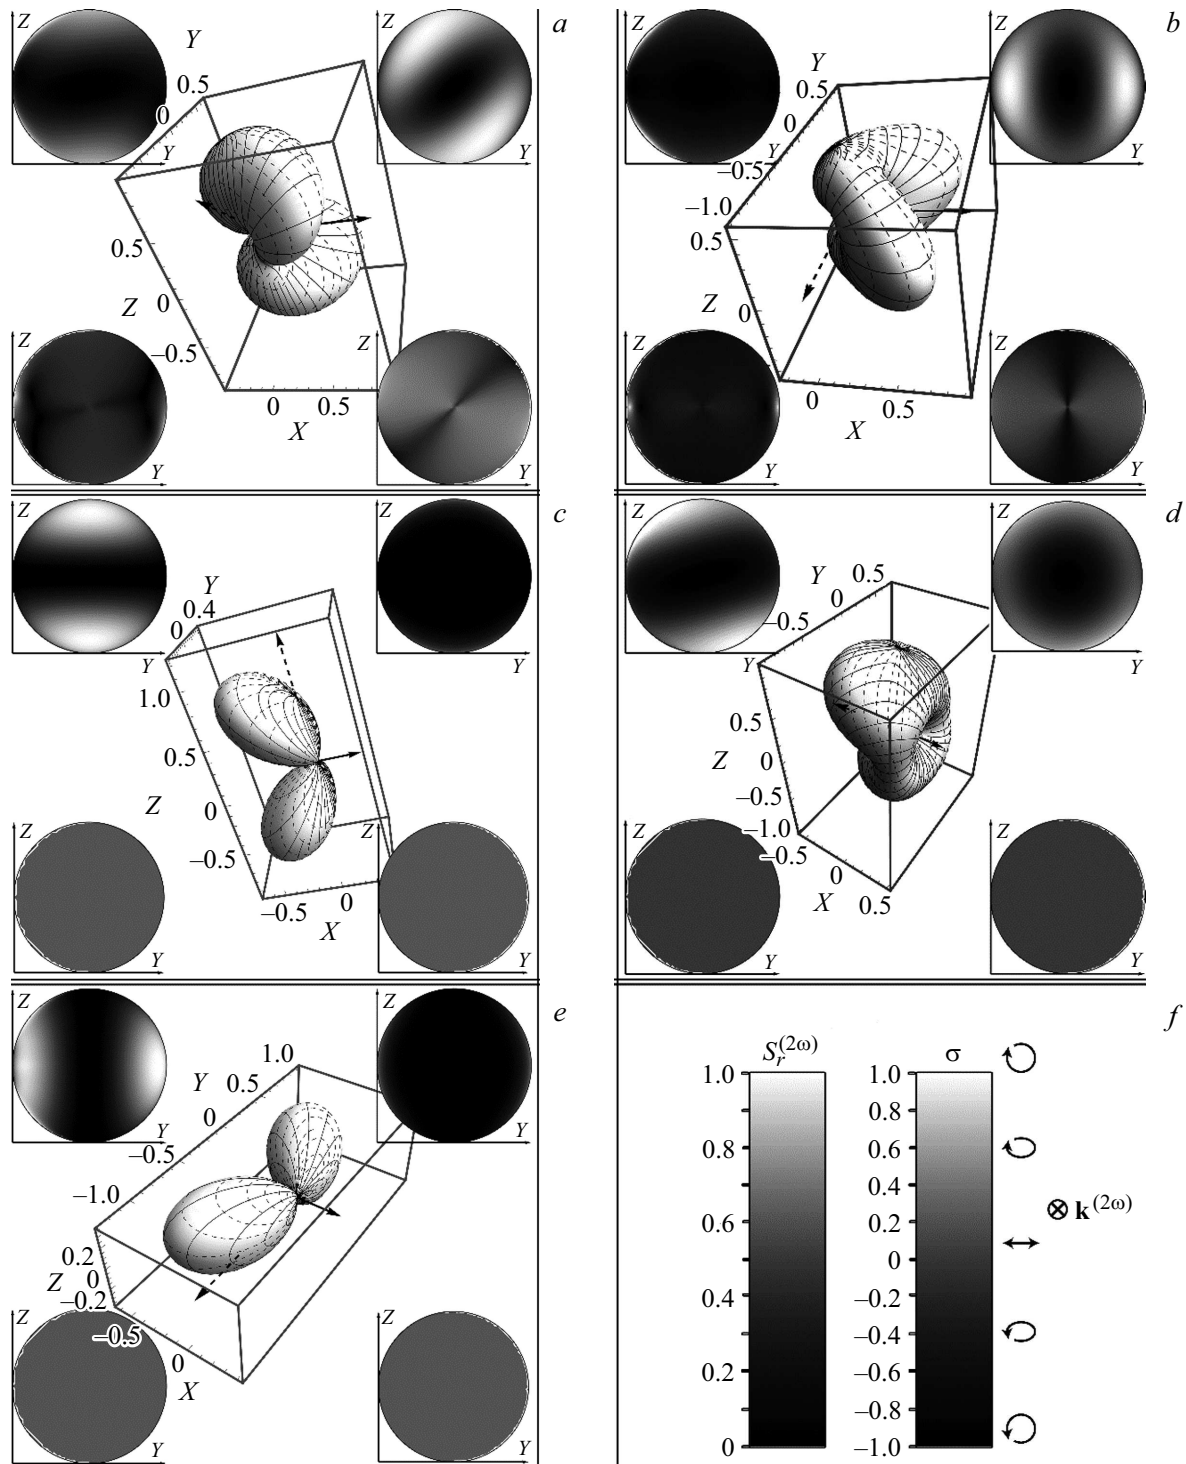 a
Z
Y
Z
Y
Y
0.5
0
0.5
Z
0
–0.5
0
0.5
X
Z
Y
Z
Y
b
Z
Y
Z
Y
Y
0.5
0
–0.5
–1.0
0.5
Z
0
0
0.5
X
Z
Y
Z
Y
c
Z
Y
Z
Y
Y
0.4
0
1.0
0.5
Z
0
–0.5
–0.5
0
X
Z
Y
Z
Y
d
Z
Y
Z
Y
Y
0.5
0
–0.5
0.5
Z
0
–0.5
–1.0
–0.5
0
X
0.5
Z
Y
Z
Y
e
Z
Y
Z
Y
1.0
Y
0.5
0
–0.5
–1.0
0.2
Z
0
–0.2
–0.5
0
X
Z
Y
Z
Y
f
S_r^(2ω) σ
1.0 1.0
0.8
0.8 0.6
0.4
0.6 0.2
⊗ k^(2ω)
0
0.4 –0.2
–0.4
0.2 –0.6
–0.8
0 –1.0